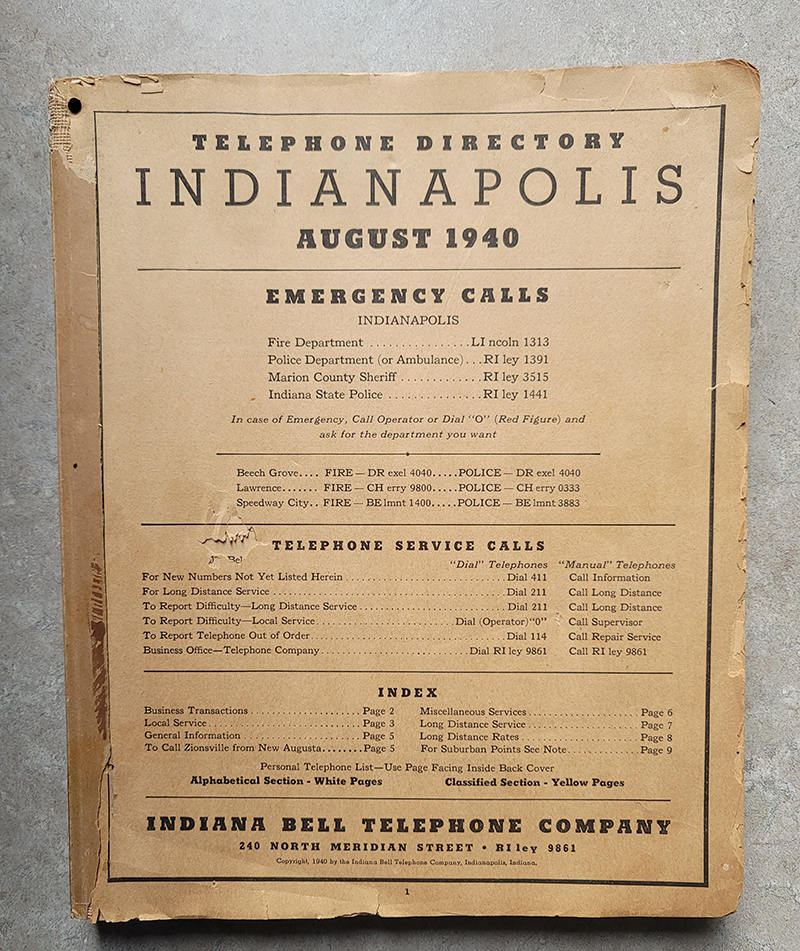 TELEPHONE DIRECTORY
INDIANAPOLIS
AUGUST 1940
EMERGENCY CALLS
INDIANAPOLIS
Fire Department ................LI ncoln 1313
Police Department (or Ambulance)...RI ley 1391
Marion County Sheriff .............RI ley 3515
Indiana State Police ...............RI ley 1441
In case of Emergency, Call Operator or Dial "O" (Red Figure) and
ask for the department you want
Beech Grove.... FIRE — DR exel 4040.....POLICE — DR exel 4040
Lawrence....... FIRE — CH erry 9800.....POLICE — CH erry 0333
Speedway City.. FIRE — BE lmnt 1400.....POLICE — BE lmnt 3883
TELEPHONE SERVICE CALLS
"Dial" Telephones "Manual" Telephones
For New Numbers Not Yet Listed Herein ..........................Dial 411 Call Information
For Long Distance Service .......................................Dial 211 Call Long Distance
To Report Difficulty—Long Distance Service........................Dial 211 Call Long Distance
To Report Difficulty—Local Service......................Dial (Operator) "0" Call Supervisor
To Report Telephone Out of Order................................Dial 114 Call Repair Service
Business Office—Telephone Company.........................Dial RI ley 9861 Call RI ley 9861
INDEX
Business Transactions .....................Page 2 Miscellaneous Services .....................Page 6
Local Service .............................Page 3 Long Distance Service......................Page 7
General Information .......................Page 5 Long Distance Rates .......................Page 8
To Call Zionsville from New Augusta........Page 5 For Suburban Points See Note...............Page 9
Personal Telephone List—Use Page Facing Inside Back Cover
Alphabetical Section - White Pages Classified Section - Yellow Pages
INDIANA BELL TELEPHONE COMPANY
240 NORTH MERIDIAN STREET • RI ley 9861
Copyright, 1940 by the Indiana Bell Telephone Company, Indianapolis, Indiana.
1